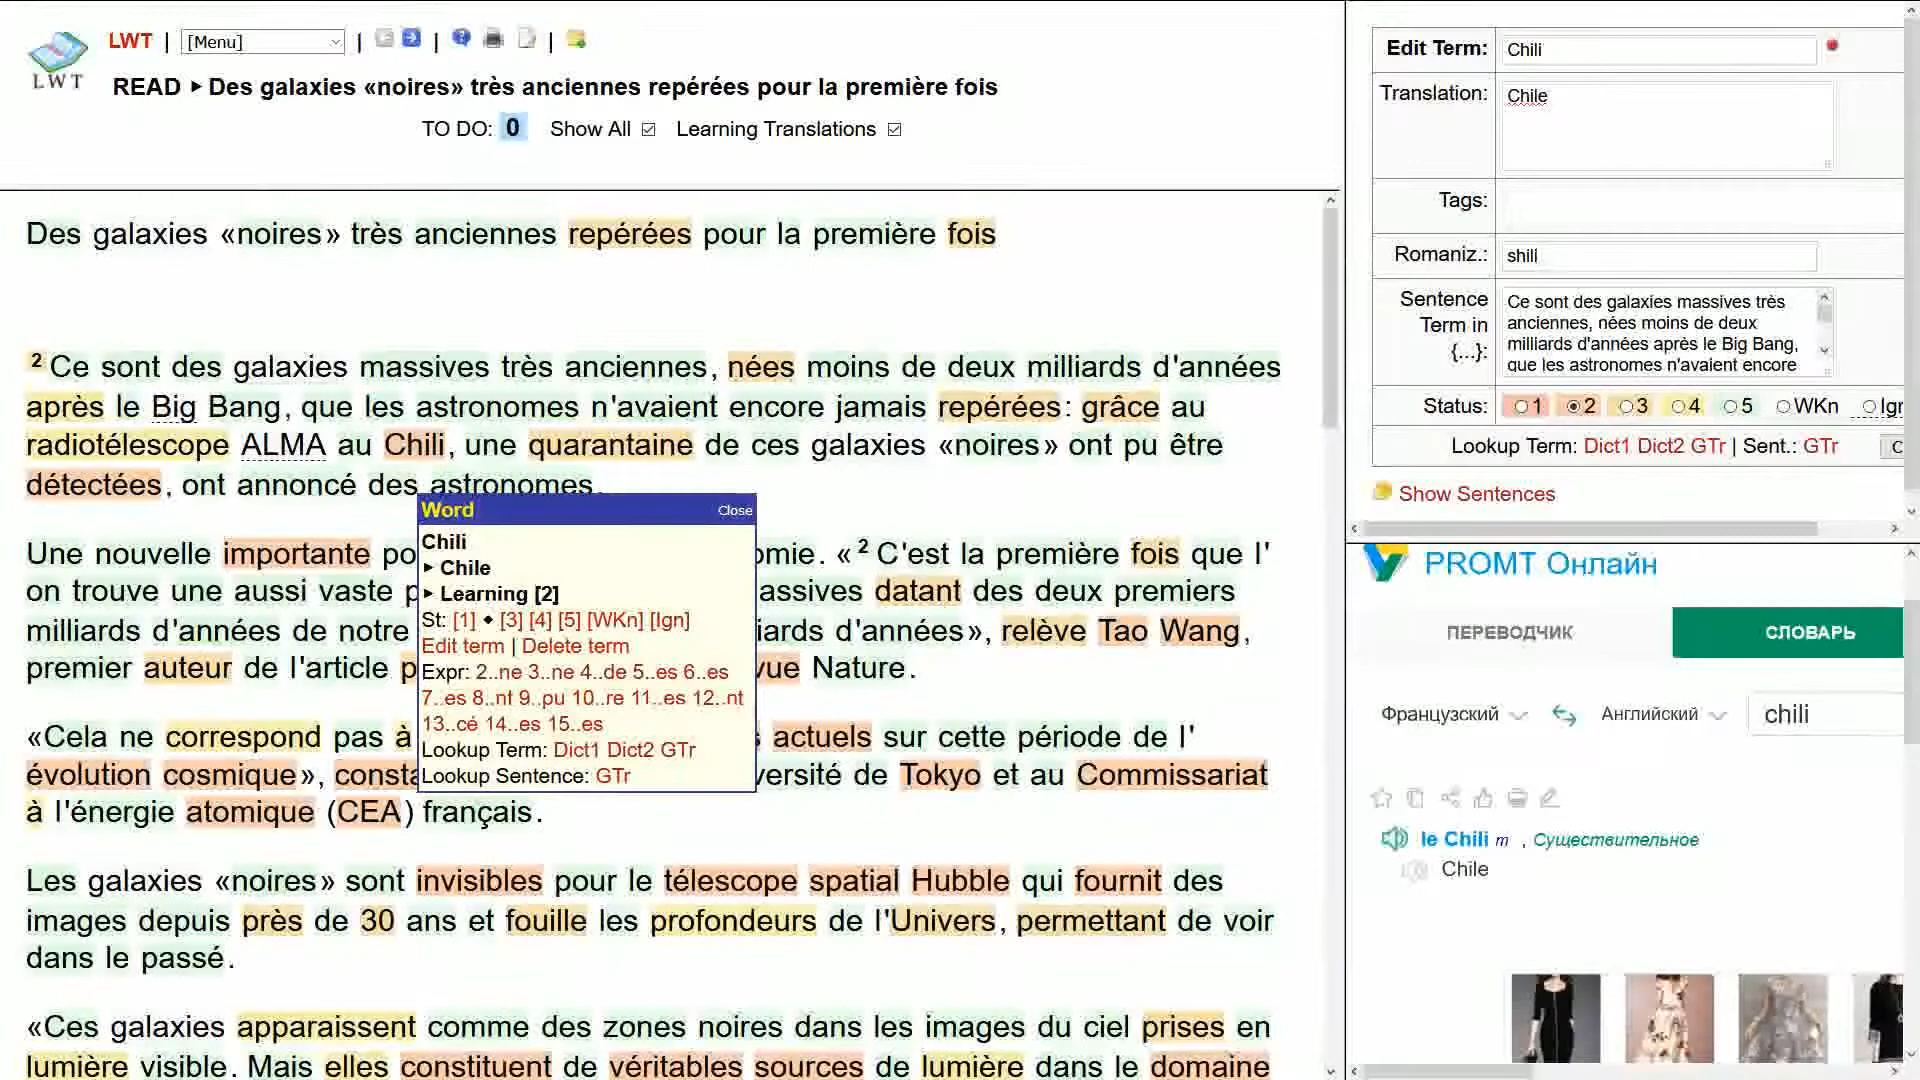 LWT | [Menu] | | |
LWT
READ ▸ Des galaxies «noires» très anciennes repérées pour la première fois
TO DO: 0 Show All Learning Translations
Des galaxies «noires» très anciennes repérées pour la première fois
2 Ce sont des galaxies massives très anciennes, nées moins de deux milliards d'années
après le Big Bang, que les astronomes n'avaient encore jamais repérées: grâce au
radiotélescope ALMA au Chili, une quarantaine de ces galaxies «noires» ont pu être
détectées, ont annoncé des astronomes.
Une nouvelle importante po
omie. « 2 C'est la première fois que l'
on trouve une aussi vaste p
assives datant des deux premiers
milliards d'années de notre
iards d'années», relève Tao Wang,
premier auteur de l'article p
vue Nature.
«Cela ne correspond pas à
s actuels sur cette période de l'
évolution cosmique», consta
versité de Tokyo et au Commissariat
à l'énergie atomique (CEA) français.
Les galaxies «noires» sont invisibles pour le télescope spatial Hubble qui fournit des
images depuis près de 30 ans et fouille les profondeurs de l'Univers, permettant de voir
dans le passé.
«Ces galaxies apparaissent comme des zones noires dans les images du ciel prises en
lumière visible. Mais elles constituent de véritables sources de lumière dans le domaine
Word Close
Chili
▸ Chile
▸ Learning [2]
St: [1] ◆ [3] [4] [5] [WKn] [Ign]
Edit term | Delete term
Expr: 2..ne 3..ne 4..de 5..es 6..es
7..es 8..nt 9..pu 10..re 11..es 12..nt
13..cé 14..es 15..es
Lookup Term: Dict1 Dict2 GTr
Lookup Sentence: GTr
Edit Term: Chili
Translation: Chile
Tags:
Romaniz.: shili
Sentence
Term in
{...}:
Ce sont des galaxies massives très
anciennes, nées moins de deux
milliards d'années après le Big Bang,
que les astronomes n'avaient encore
Status: 1 2 3 4 5 WKn Igr
Lookup Term: Dict1 Dict2 GTr | Sent.: GTr C
Show Sentences
PROMT Онлайн
ПЕРЕВОДЧИК СЛОВАРЬ
Французский Английский chili
le Chili m , Существительное
Chile